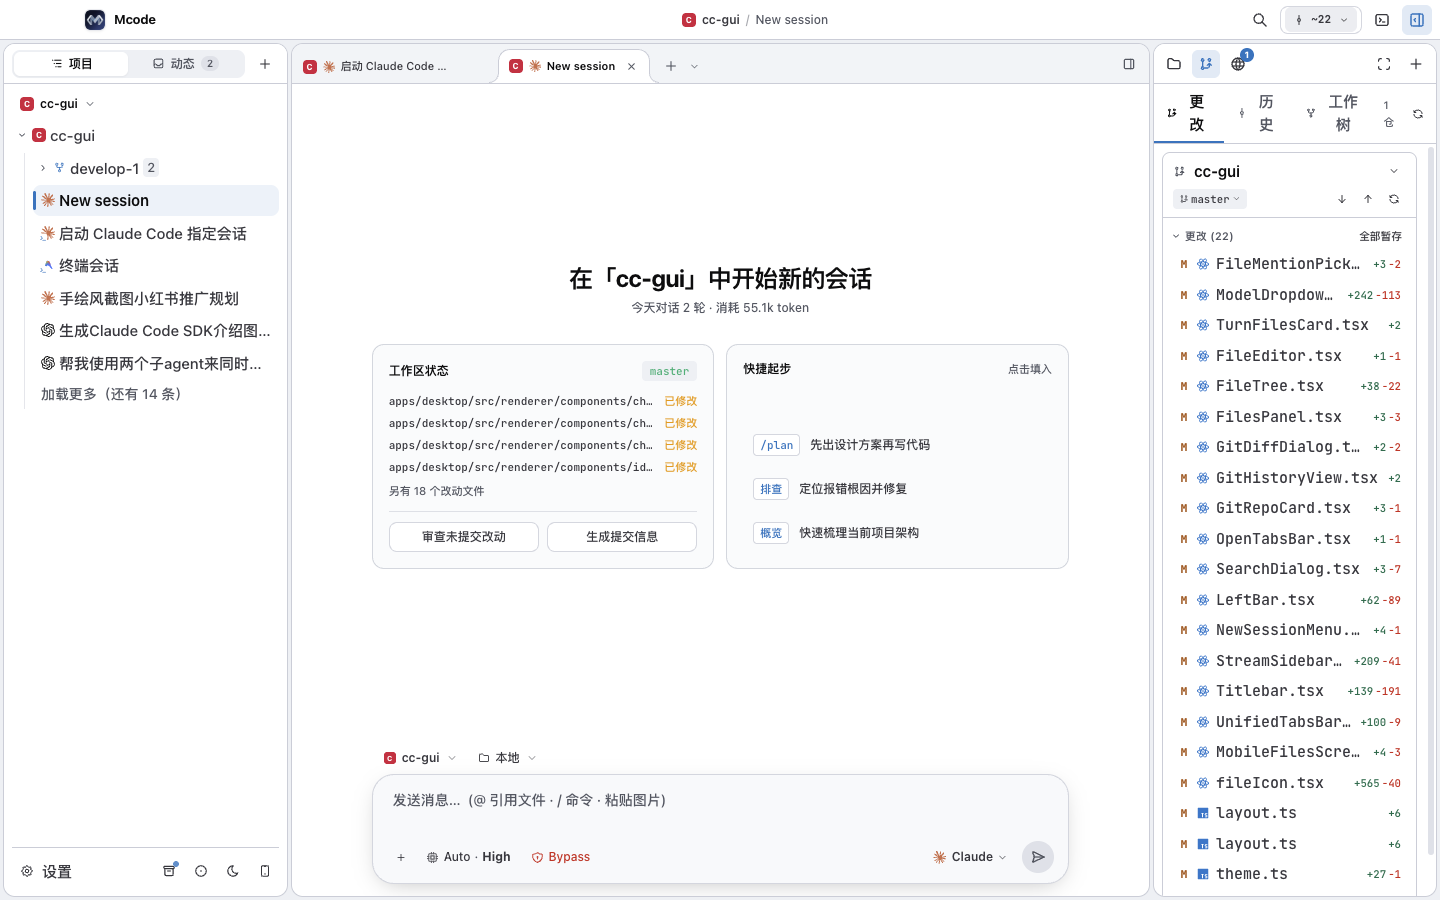 Mcode
cc-gui / New session
~22
项目
动态 2
启动 Claude Code ...
New session
1
cc-gui
cc-gui
develop-1 2
New session
启动 Claude Code 指定会话
终端会话
手绘风截图小红书推广规划
生成Claude Code SDK介绍图...
帮我使用两个子agent来同时...
加载更多（还有 14 条）
设置
在「cc-gui」中开始新的会话
今天对话 2 轮 · 消耗 55.1k token
工作区状态
master
apps/desktop/src/renderer/components/ch… 已修改
apps/desktop/src/renderer/components/ch… 已修改
apps/desktop/src/renderer/components/ch… 已修改
apps/desktop/src/renderer/components/id… 已修改
另有 18 个改动文件
审查未提交改动
生成提交信息
快捷起步
点击填入
/plan 先出设计方案再写代码
排查 定位报错根因并修复
概览 快速梳理当前项目架构
cc-gui
本地
发送消息... (@ 引用文件 · / 命令 · 粘贴图片)
Auto · High
Bypass
Claude
更改
历史
工作树
1 仓
cc-gui
master
更改 (22)
全部暂存
M FileMentionPick… +3 -2
M ModelDropdow… +242 -113
M TurnFilesCard.tsx +2
M FileEditor.tsx +1 -1
M FileTree.tsx +38 -22
M FilesPanel.tsx +3 -3
M GitDiffDialog.t… +2 -2
M GitHistoryView.tsx +2
M GitRepoCard.tsx +3 -1
M OpenTabsBar.tsx +1 -1
M SearchDialog.tsx +3 -7
M LeftBar.tsx +62 -89
M NewSessionMenu.… +4 -1
M StreamSidebar… +209 -41
M Titlebar.tsx +139 -191
M UnifiedTabsBar… +100 -9
M MobileFilesScre… +4 -3
M fileIcon.tsx +565 -40
M layout.ts +6
M layout.ts +6
M theme.ts +27 -1